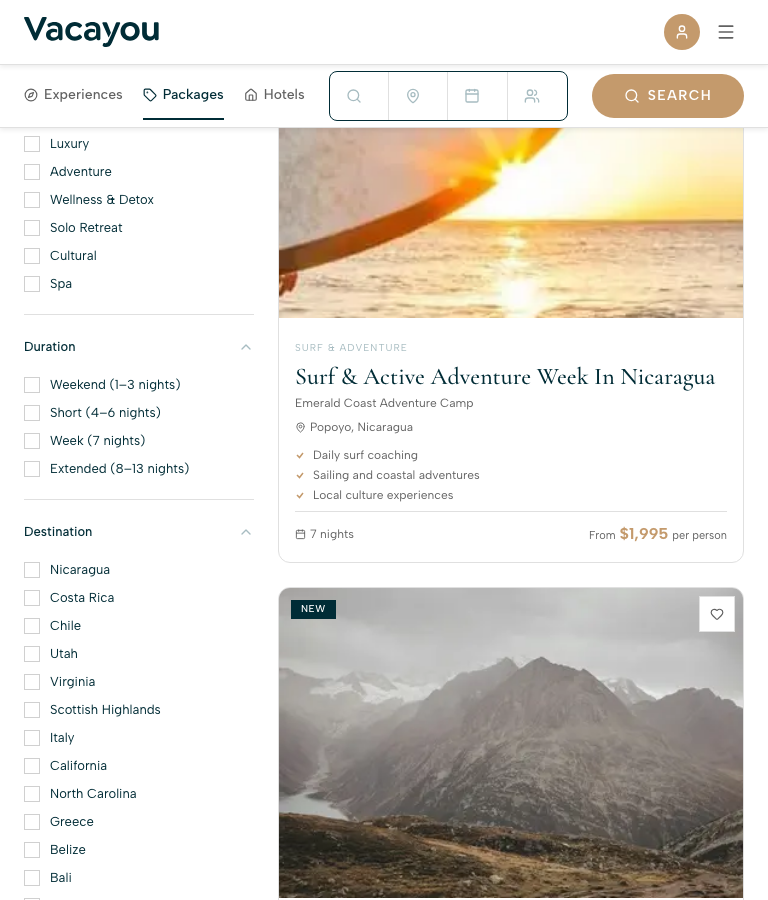 Vacayou
Experiences
Packages
Hotels
SEARCH
Luxury
Adventure
Wellness & Detox
Solo Retreat
Cultural
Spa
Duration
Weekend (1–3 nights)
Short (4–6 nights)
Week (7 nights)
Extended (8–13 nights)
Destination
Nicaragua
Costa Rica
Chile
Utah
Virginia
Scottish Highlands
Italy
California
North Carolina
Greece
Belize
Bali
SURF & ADVENTURE
Surf & Active Adventure Week In Nicaragua
Emerald Coast Adventure Camp
Popoyo, Nicaragua
Daily surf coaching
Sailing and coastal adventures
Local culture experiences
7 nights
From $1,995 per person
NEW